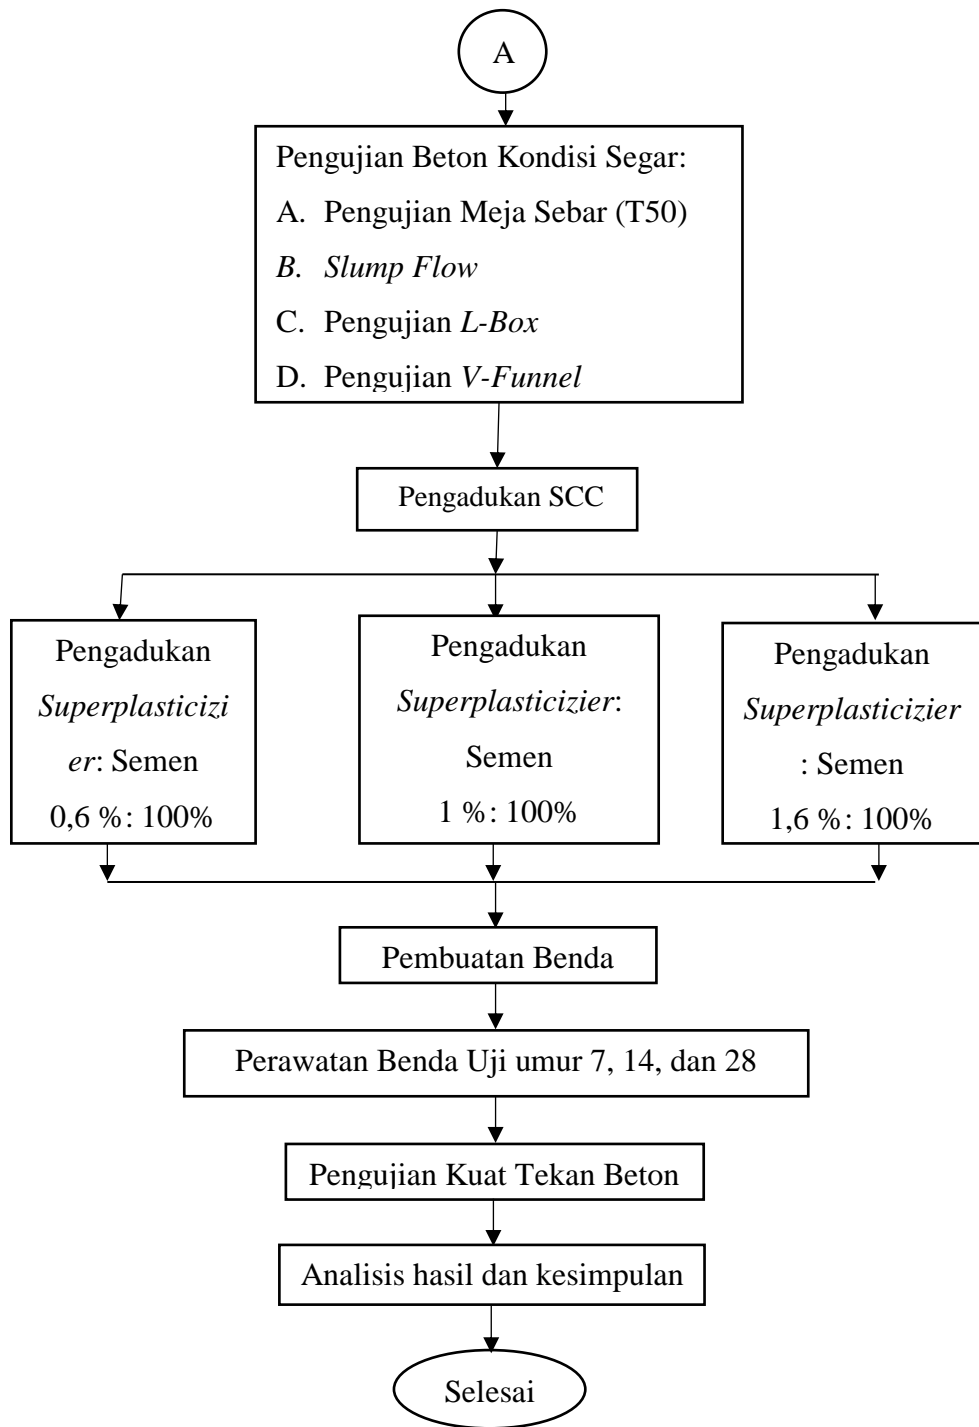 A
Pengujian Beton Kondisi Segar:
A. Pengujian Meja Sebar (T50)
B. Slump Flow
C. Pengujian L-Box
D. Pengujian V-Funnel
Pengadukan SCC
Pengadukan
Superplasticizi
er: Semen
0,6 %: 100%
Pengadukan
Superplasticizier:
Semen
1 %: 100%
Pengadukan
Superplasticizier
: Semen
1,6 %: 100%
Pembuatan Benda
Perawatan Benda Uji umur 7, 14, dan 28
Pengujian Kuat Tekan Beton
Analisis hasil dan kesimpulan
Selesai